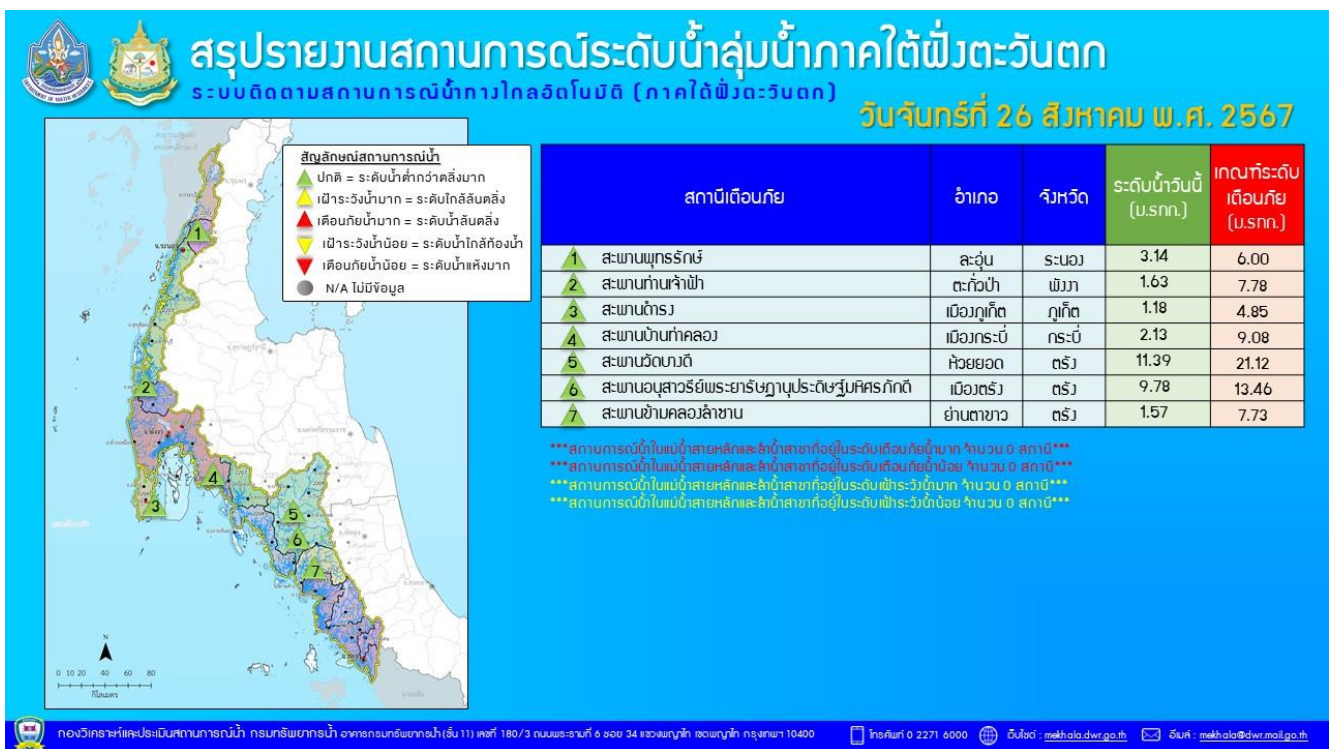 สรุปรายงานสถานการณ์ระดับน้ำลุ่มน้ำภาคใต้ฝั่งตะวันตก
ระบบติดตามสถานการณ์น้ำทางไกลอัตโนมัติ (ภาคใต้ฝั่งตะวันตก)
วันจันทร์ที่ 26 สิงหาคม พ.ศ. 2567
สัญลักษณ์สถานการณ์น้ำ
ปกติ = ระดับน้ำต่ำกว่าตลิ่งมาก
เฝ้าระวังน้ำมาก = ระดับใกล้ล้นตลิ่ง
เตือนภัยน้ำมาก = ระดับน้ำล้นตลิ่ง
เฝ้าระวังน้ำน้อย = ระดับน้ำใกล้ท้องน้ำ
เตือนภัยน้ำน้อย = ระดับน้ำแห้งมาก
N/A ไม่มีข้อมูล
1
2
3
4
5
6
7
N
0 10 20 40 60 80
กิโลเมตร
สถานีเตือนภัย อำเภอ จังหวัด ระดับน้ำวันนี้ (ม.รทก.) เกณฑ์ระดับเตือนภัย (ม.รทก.)
1 สะพานพุทธรักษ์ ละอุ่น ระนอง 3.14 6.00
2 สะพานท่านเจ้าฟ้า ตะกั่วป่า พังงา 1.63 7.78
3 สะพานดำรง เมืองภูเก็ต ภูเก็ต 1.18 4.85
4 สะพานบ้านท่าคลอง เมืองกระบี่ กระบี่ 2.13 9.08
5 สะพานวัดบางดี ห้วยยอด ตรัง 11.39 21.12
6 สะพานอนุสาวรีย์พระยารัษฎานุประดิษฐ์มหิศรภักดี เมืองตรัง ตรัง 9.78 13.46
7 สะพานข้ามคลองลำชาน ย่านตาขาว ตรัง 1.57 7.73
***สถานการณ์น้ำในแม่น้ำสายหลักและลำน้ำสาขาที่อยู่ในระดับเตือนภัยน้ำมาก จำนวน 0 สถานี***
***สถานการณ์น้ำในแม่น้ำสายหลักและลำน้ำสาขาที่อยู่ในระดับเตือนภัยน้ำน้อย จำนวน 0 สถานี***
***สถานการณ์น้ำในแม่น้ำสายหลักและลำน้ำสาขาที่อยู่ในระดับเฝ้าระวังน้ำมาก จำนวน 0 สถานี***
***สถานการณ์น้ำในแม่น้ำสายหลักและลำน้ำสาขาที่อยู่ในระดับเฝ้าระวังน้ำน้อย จำนวน 0 สถานี***
กองวิเคราะห์และประเมินสถานการณ์น้ำ กรมทรัพยากรน้ำ อาคารกรมทรัพยากรน้ำ (ชั้น 11) เลขที่ 180/3 ถนนพระรามที่ 6 ซอย 34 แขวงพญาไท เขตพญาไท กรุงเทพฯ 10400 โทรศัพท์ 0 2271 6000 เว็บไซต์ : mekhala.dwr.go.th อีเมล์ : mekhala@dwr.mail.go.th